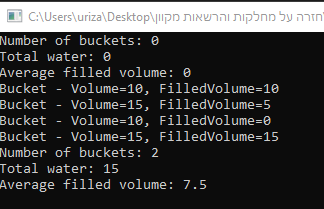 C:\Users\uriza\Desktop\חזרה על מחלקות והרשאות מקוון
Number of buckets: 0
Total water: 0
Average filled volume: 0
Bucket - Volume=10, FilledVolume=10
Bucket - Volume=15, FilledVolume=5
Bucket - Volume=10, FilledVolume=0
Bucket - Volume=15, FilledVolume=15
Number of buckets: 2
Total water: 15
Average filled volume: 7.5